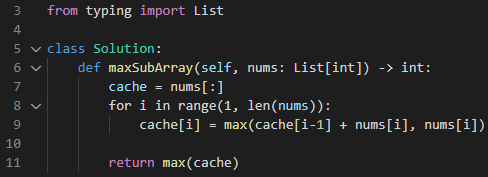 3 from typing import List
4
5 class Solution:
6     def maxSubArray(self, nums: List[int]) -> int:
7         cache = nums[:]
8         for i in range(1, len(nums)):
9             cache[i] = max(cache[i-1] + nums[i], nums[i])
10
11         return max(cache)